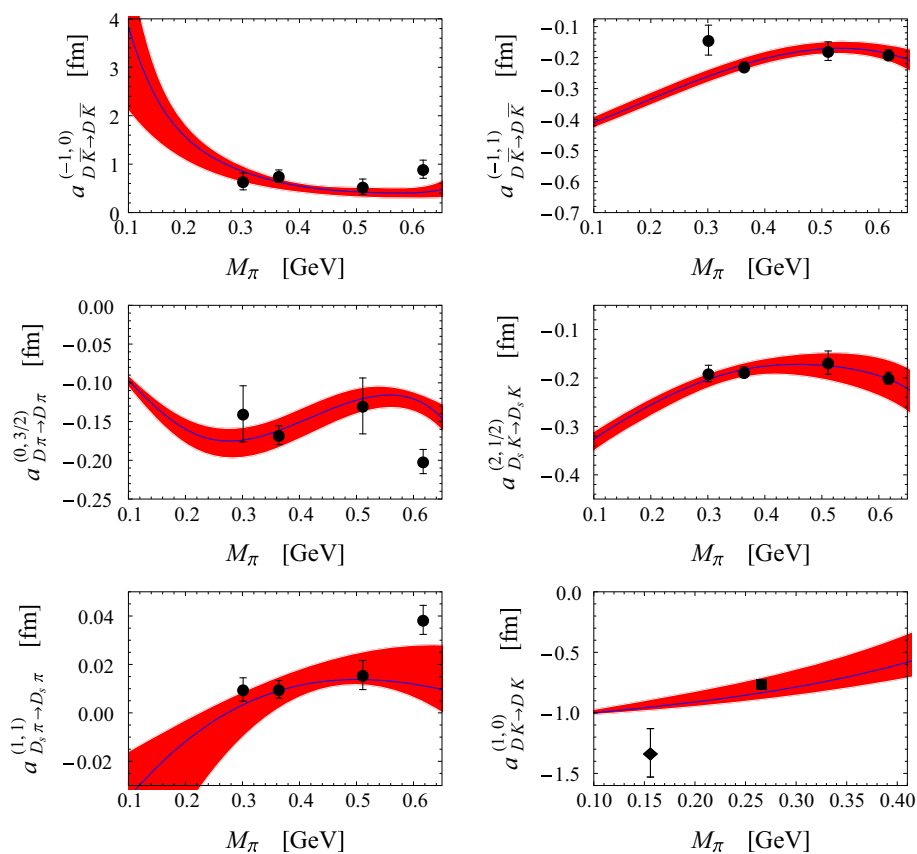 a^{(-1, 0)}_{D\overline{K}→D\overline{K}} [fm]
4
3
2
1
0
0.1 0.2 0.3 0.4 0.5 0.6
M_π [GeV]
a^{(-1, 1)}_{D\overline{K}→D\overline{K}} [fm]
−0.1
−0.2
−0.3
−0.4
−0.5
−0.6
−0.7
0.1 0.2 0.3 0.4 0.5 0.6
M_π [GeV]
a^{(0, 3/2)}_{Dπ→Dπ} [fm]
0.00
−0.05
−0.10
−0.15
−0.20
−0.25
0.1 0.2 0.3 0.4 0.5 0.6
M_π [GeV]
a^{(2, 1/2)}_{D_s K→D_s K} [fm]
−0.1
−0.2
−0.3
−0.4
0.1 0.2 0.3 0.4 0.5 0.6
M_π [GeV]
a^{(1, 1)}_{D_s π→D_s π} [fm]
0.04
0.02
0.00
−0.02
0.1 0.2 0.3 0.4 0.5 0.6
M_π [GeV]
a^{(1, 0)}_{DK→DK} [fm]
0.0
−0.5
−1.0
−1.5
0.10 0.15 0.20 0.25 0.30 0.35 0.40
M_π [GeV]